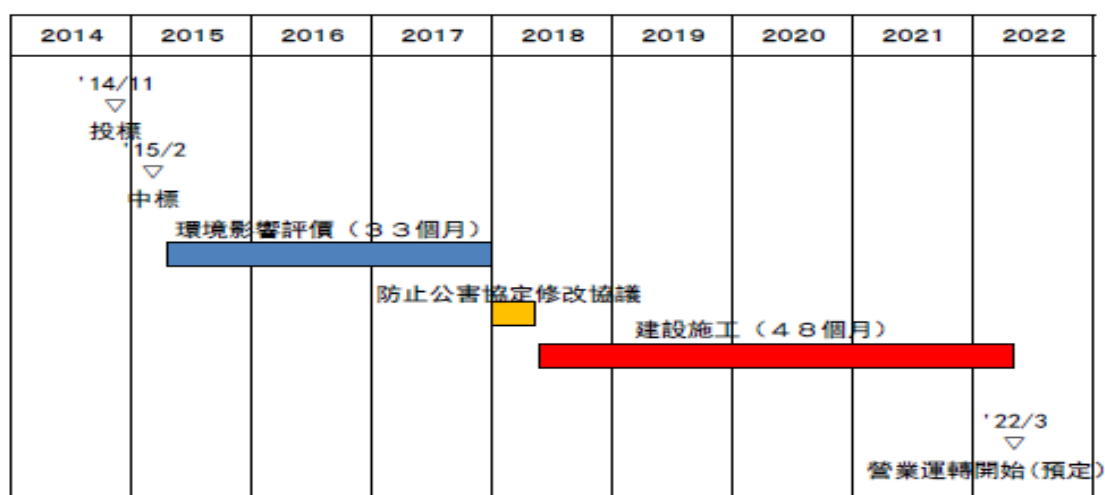 2014 2015 2016 2017 2018 2019 2020 2021 2022
'14/11
▽
投標
'15/2
▽
中標
環境影響評價（３３個月）
防止公害協定修改協議
建設施工（４８個月）
'22/3
▽
營業運轉開始(預定)